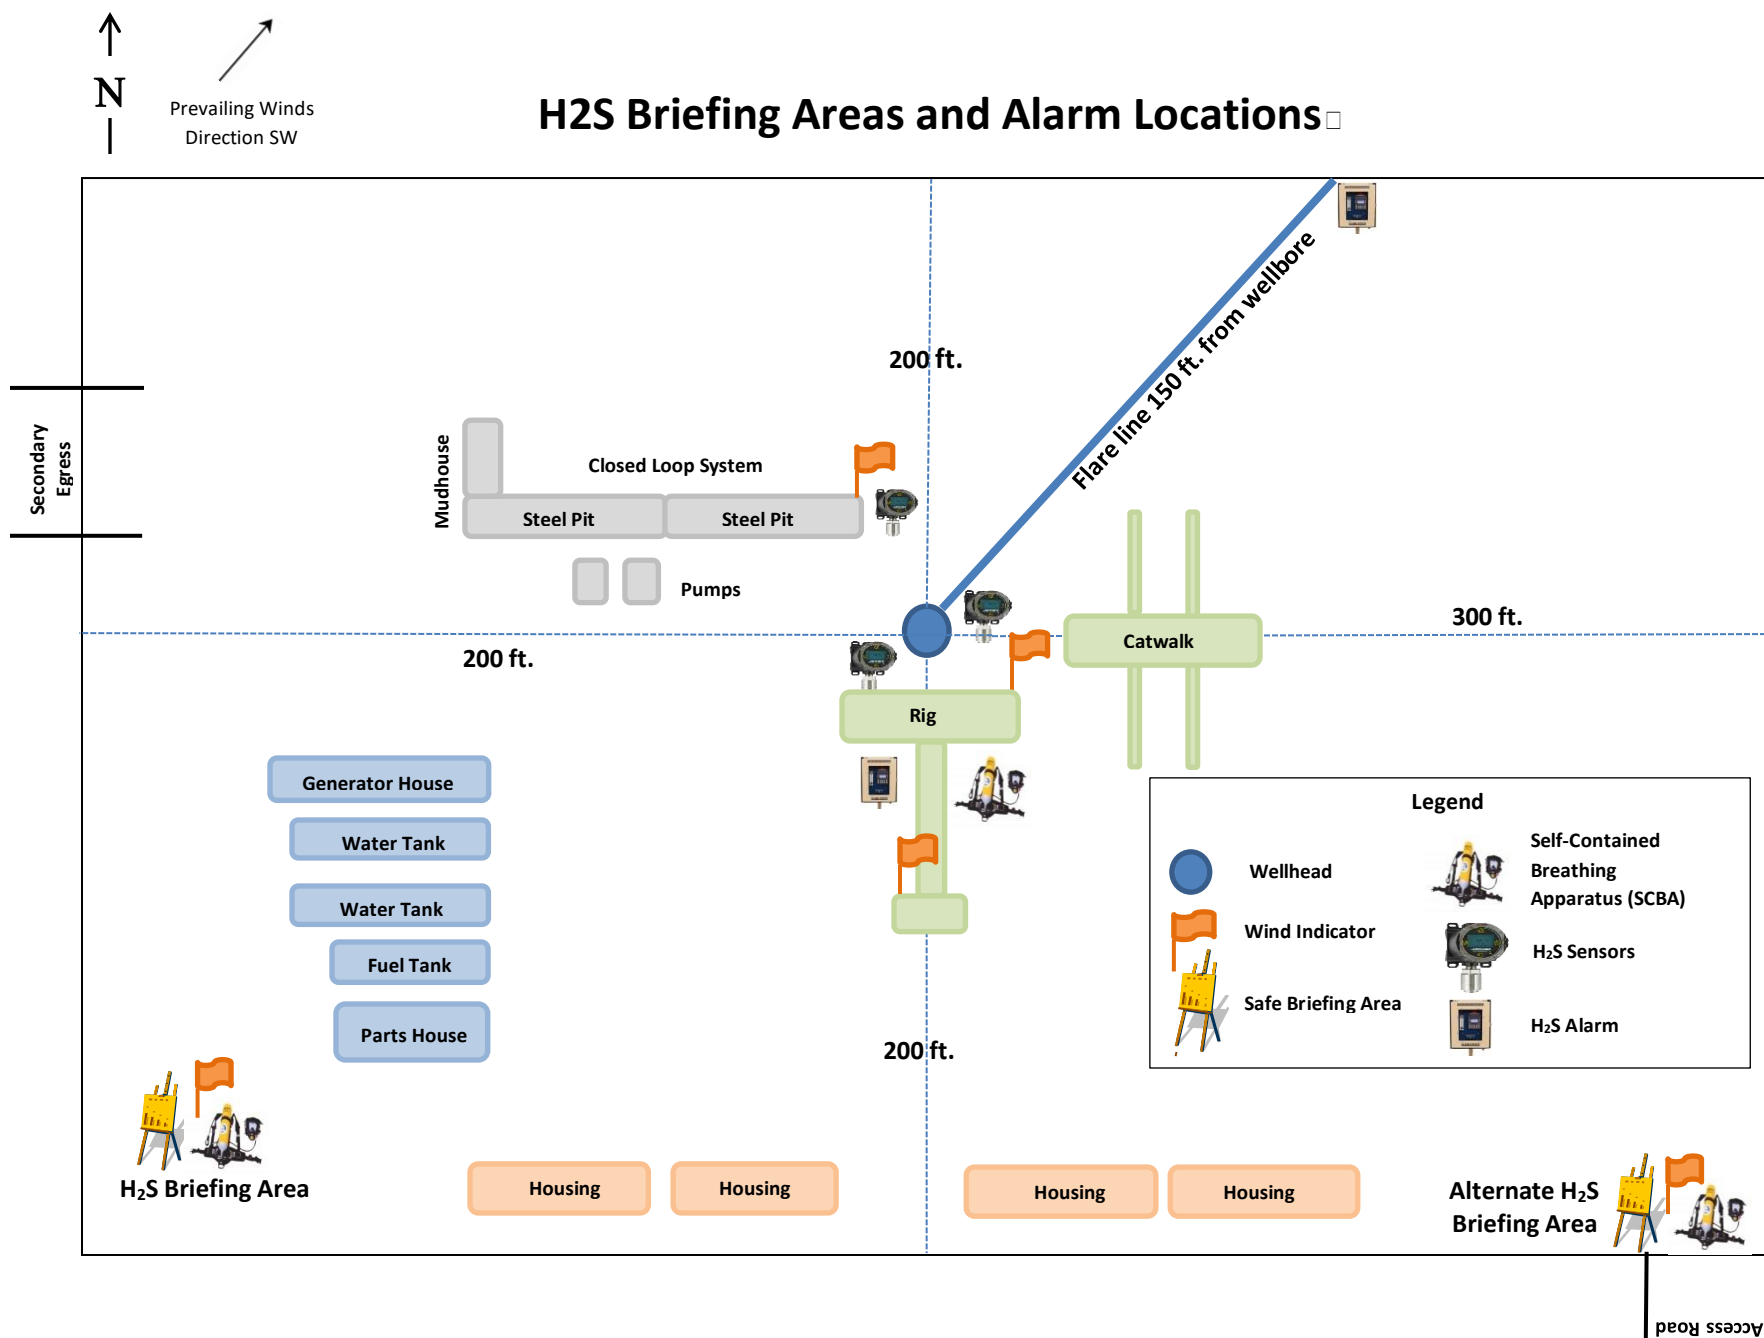 N
Prevailing Winds
Direction SW
H2S Briefing Areas and Alarm Locations□
200 ft.
Flare line 150 ft. from wellbore
Secondary
Egress
Mudhouse
Closed Loop System
Steel Pit
Steel Pit
Pumps
200 ft.
300 ft.
Catwalk
Rig
Generator House
Water Tank
Water Tank
Fuel Tank
Parts House
200 ft.
Legend
Wellhead
Self-Contained
Breathing
Apparatus (SCBA)
Wind Indicator
H₂S Sensors
Safe Briefing Area
H₂S Alarm
H₂S Briefing Area
Housing
Housing
Housing
Housing
Alternate H₂S
Briefing Area
Access Road